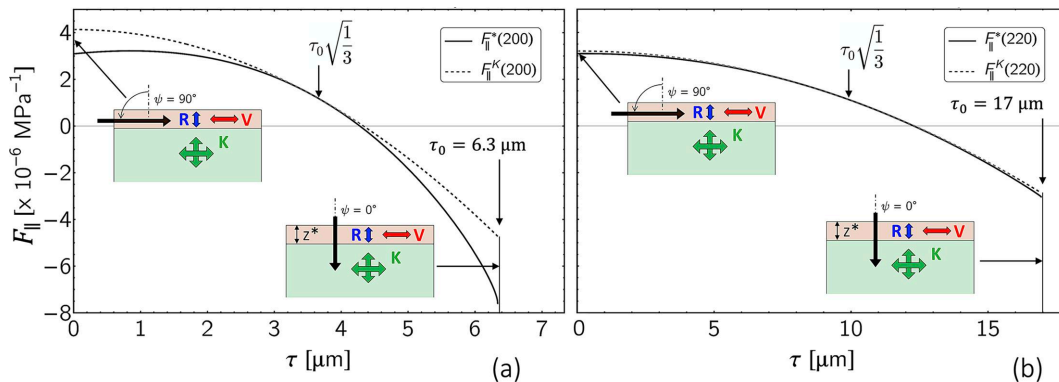 F∥ [x 10⁻⁶ MPa⁻¹]
4
2
0
−2
−4
−6
−8
τ₀√(1/3)
F∥*(200)
F∥ᴷ(200)
ψ = 90°
R V
K
τ₀ = 6.3 μm
ψ = 0°
z* R V
K
0 1 2 3 4 5 6 7
τ [μm]
(a)
τ₀√(1/3)
F∥*(220)
F∥ᴷ(220)
ψ = 90°
R V
K
τ₀ = 17 μm
ψ = 0°
z* R V
K
0 5 10 15
τ [μm]
(b)